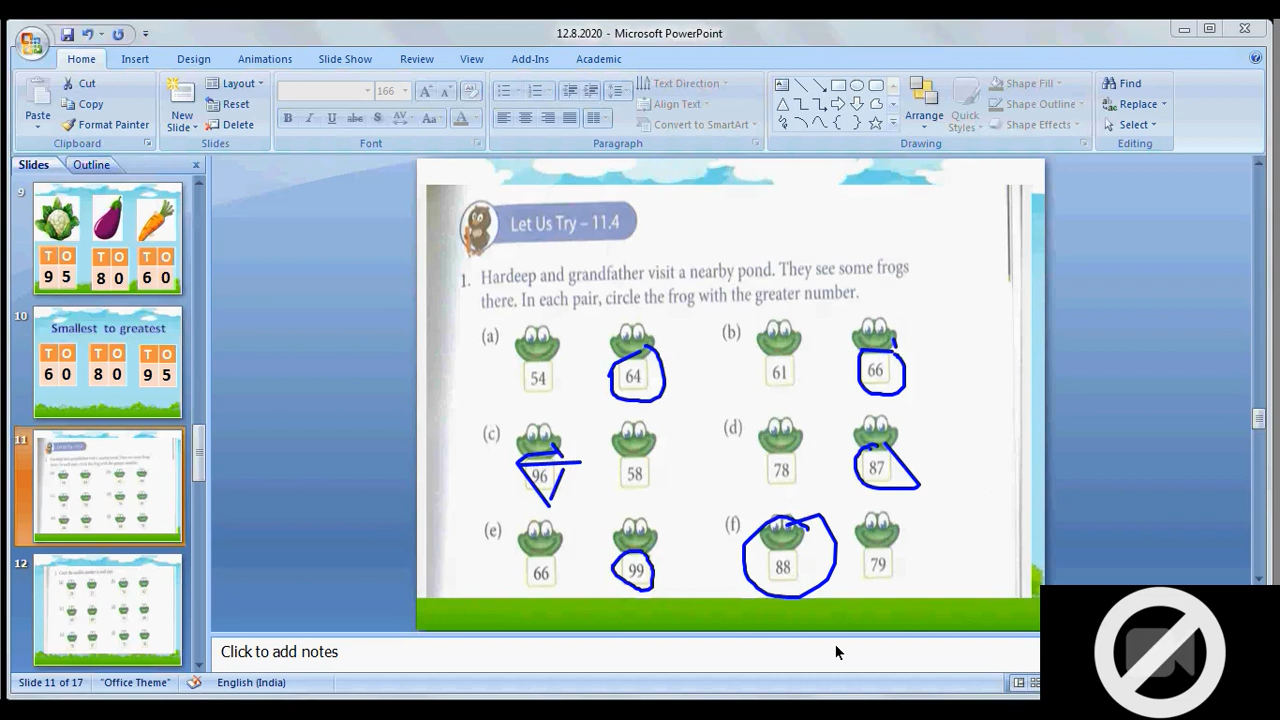 12.8.2020 - Microsoft PowerPoint
Home Insert Design Animations Slide Show Review View Add-Ins Academic
Paste
Cut
Copy
Format Painter
Clipboard
New Slide
Layout
Reset
Delete
Slides
166
B I U abc S AV Aa A
Font
Text Direction
Align Text
Convert to SmartArt
Paragraph
Arrange
Quick Styles
Shape Fill
Shape Outline
Shape Effects
Drawing
Find
Replace
Select
Editing
Slides Outline
9
T O T O T O
9 5 8 0 6 0
10
Smallest to greatest
T O T O T O
6 0 8 0 9 5
11
12
Let Us Try – 11.4
1. Hardeep and grandfather visit a nearby pond. They see some frogs
there. In each pair, circle the frog with the greater number.
(a) 54 64 (b) 61 66
(c) 96 58 (d) 78 87
(e) 66 99 (f) 88 79
Click to add notes
Slide 11 of 17 "Office Theme" English (India)